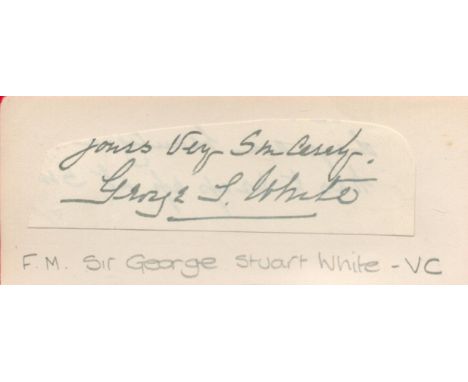 yours Very Sincerely.
George S. White
F.M. Sir George Stuart White - VC